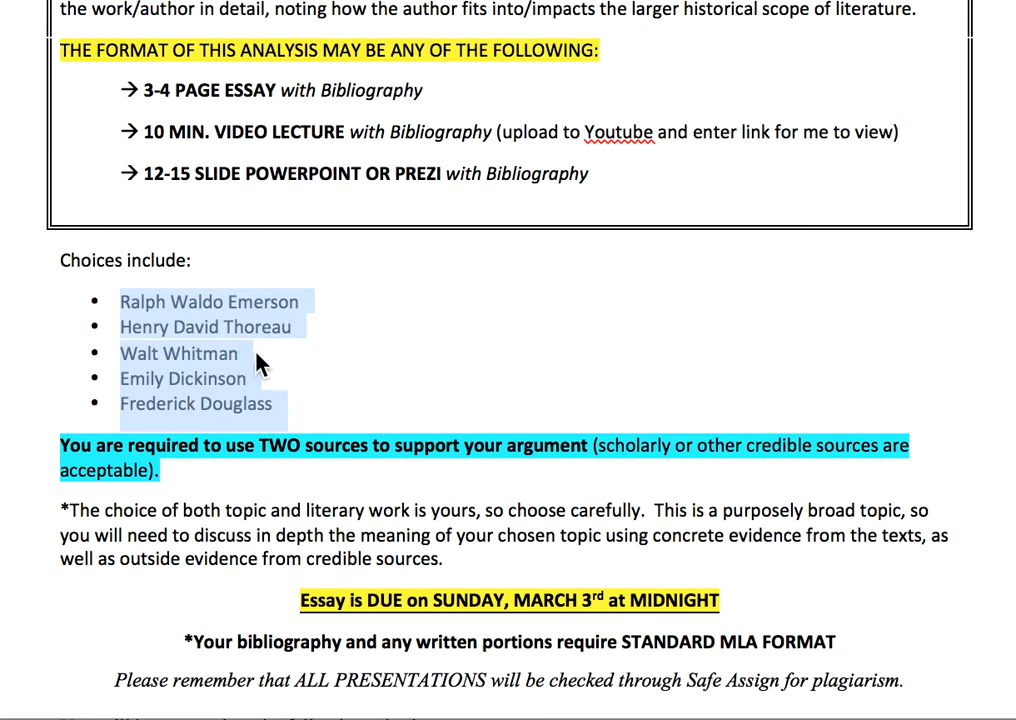 the work/author in detail, noting how the author fits into/impacts the larger historical scope of literature.
THE FORMAT OF THIS ANALYSIS MAY BE ANY OF THE FOLLOWING:
→ 3-4 PAGE ESSAY with Bibliography
→ 10 MIN. VIDEO LECTURE with Bibliography (upload to Youtube and enter link for me to view)
→ 12-15 SLIDE POWERPOINT OR PREZI with Bibliography
Choices include:
• Ralph Waldo Emerson
• Henry David Thoreau
• Walt Whitman
• Emily Dickinson
• Frederick Douglass
You are required to use TWO sources to support your argument (scholarly or other credible sources are
acceptable).
*The choice of both topic and literary work is yours, so choose carefully.  This is a purposely broad topic, so
you will need to discuss in depth the meaning of your chosen topic using concrete evidence from the texts, as
well as outside evidence from credible sources.
Essay is DUE on SUNDAY, MARCH 3rd at MIDNIGHT
*Your bibliography and any written portions require STANDARD MLA FORMAT
Please remember that ALL PRESENTATIONS will be checked through Safe Assign for plagiarism.